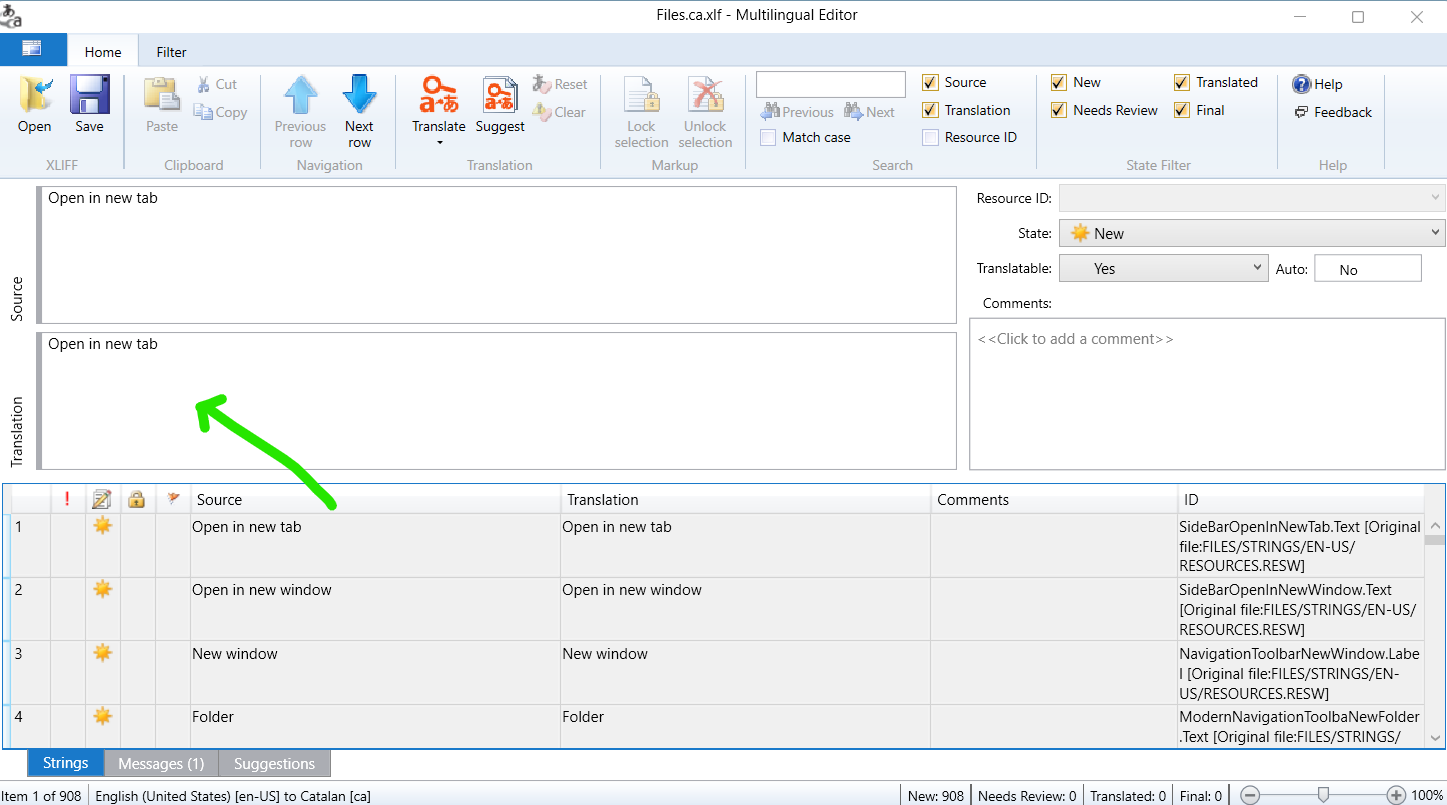 Files.ca.xlf - Multilingual Editor
Home
Filter
Open
Save
XLIFF
Paste
Cut
Copy
Clipboard
Previous row
Next row
Navigation
Translate
Suggest
Reset
Clear
Translation
Lock selection
Unlock selection
Markup
Previous
Next
Match case
Source
Translation
Resource ID
Search
New
Needs Review
Translated
Final
State Filter
Help
Feedback
Help
Source
Open in new tab
Translation
Open in new tab
Resource ID:
State:
New
Translatable:
Yes
Auto:
No
Comments:
<<Click to add a comment>>
! Source Translation Comments ID
1 Open in new tab Open in new tab SideBarOpenInNewTab.Text [Original
file:FILES/STRINGS/EN-US/
RESOURCES.RESW]
2 Open in new window Open in new window SideBarOpenInNewWindow.Text
[Original file:FILES/STRINGS/EN-US/
RESOURCES.RESW]
3 New window New window NavigationToolbarNewWindow.Labe
l [Original file:FILES/STRINGS/EN-
US/RESOURCES.RESW]
4 Folder Folder ModernNavigationToolbaNewFolder
.Text [Original file:FILES/STRINGS/
Strings
Messages (1)
Suggestions
Item 1 of 908
English (United States) [en-US] to Catalan [ca]
New: 908
Needs Review: 0
Translated: 0
Final: 0
100%